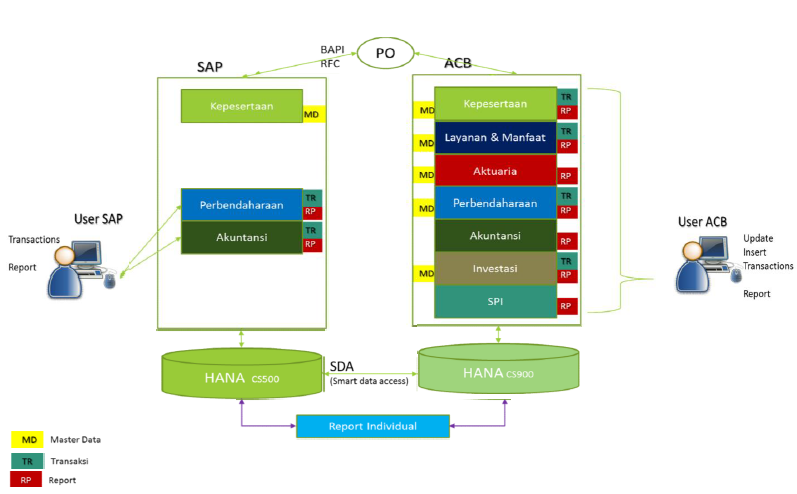 PO
BAPI
RFC
SAP
Kepesertaan
MD
Perbendaharaan
TR
RP
Akuntansi
TR
RP
User SAP
Transactions
Report
ACB
MD
Kepesertaan
TR
RP
MD
Layanan & Manfaat
TR
RP
MD
Aktuaria
RP
MD
Perbendaharaan
TR
RP
Akuntansi
RP
MD
Investasi
TR
RP
SPI
RP
User ACB
Update
Insert
Transactions
Report
HANA CS500
SDA
(Smart data access)
HANA CS900
Report Individual
MD Master Data
TR Transaksi
RP Report